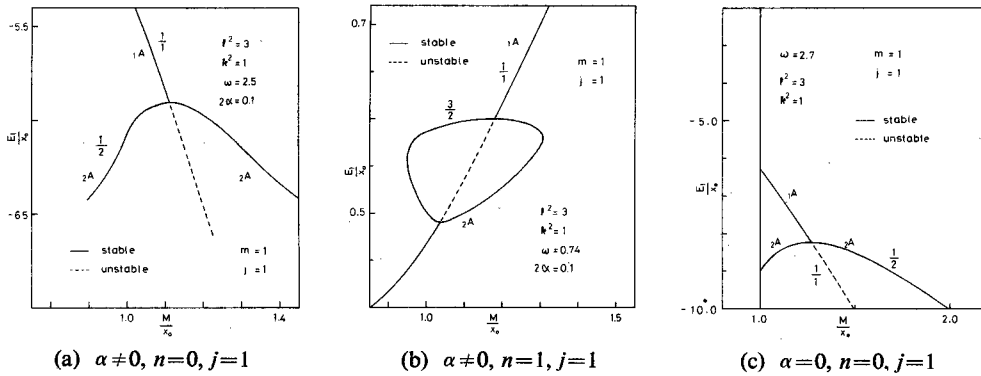 -5.5
1A
1/1
ℓ² = 3
k² = 1
ω = 2.5
2α = 0.1
1/2
E₁/x₀
2A
2A
-6.5
stable
unstable
m = 1
j = 1
1.0
M/x₀
1.4
(a) α≠0, n=0, j=1
0.7
stable
unstable
1A
1/1
m = 1
j = 1
3/2
E₁/x₀
0.5
2A
ℓ² = 3
k² = 1
ω = 0.74
2α = 0.1
1.0
M/x₀
1.5
(b) α≠0, n=1, j=1
ω = 2.7
m = 1
ℓ² = 3
j = 1
k² = 1
-5.0
stable
unstable
E₁/x₀
1A
2A
2A
1/2
1/1
-10.0
1.0
M/x₀
2.0
(c) α=0, n=0, j=1